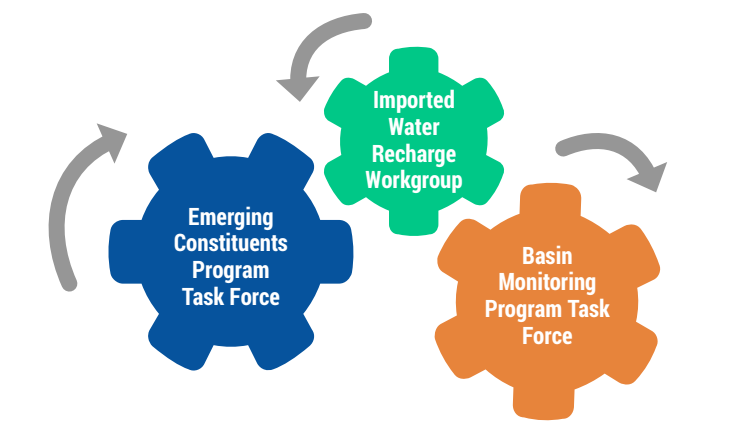 Imported
Water
Recharge
Workgroup
Emerging
Constituents
Program
Task Force
Basin
Monitoring
Program Task
Force